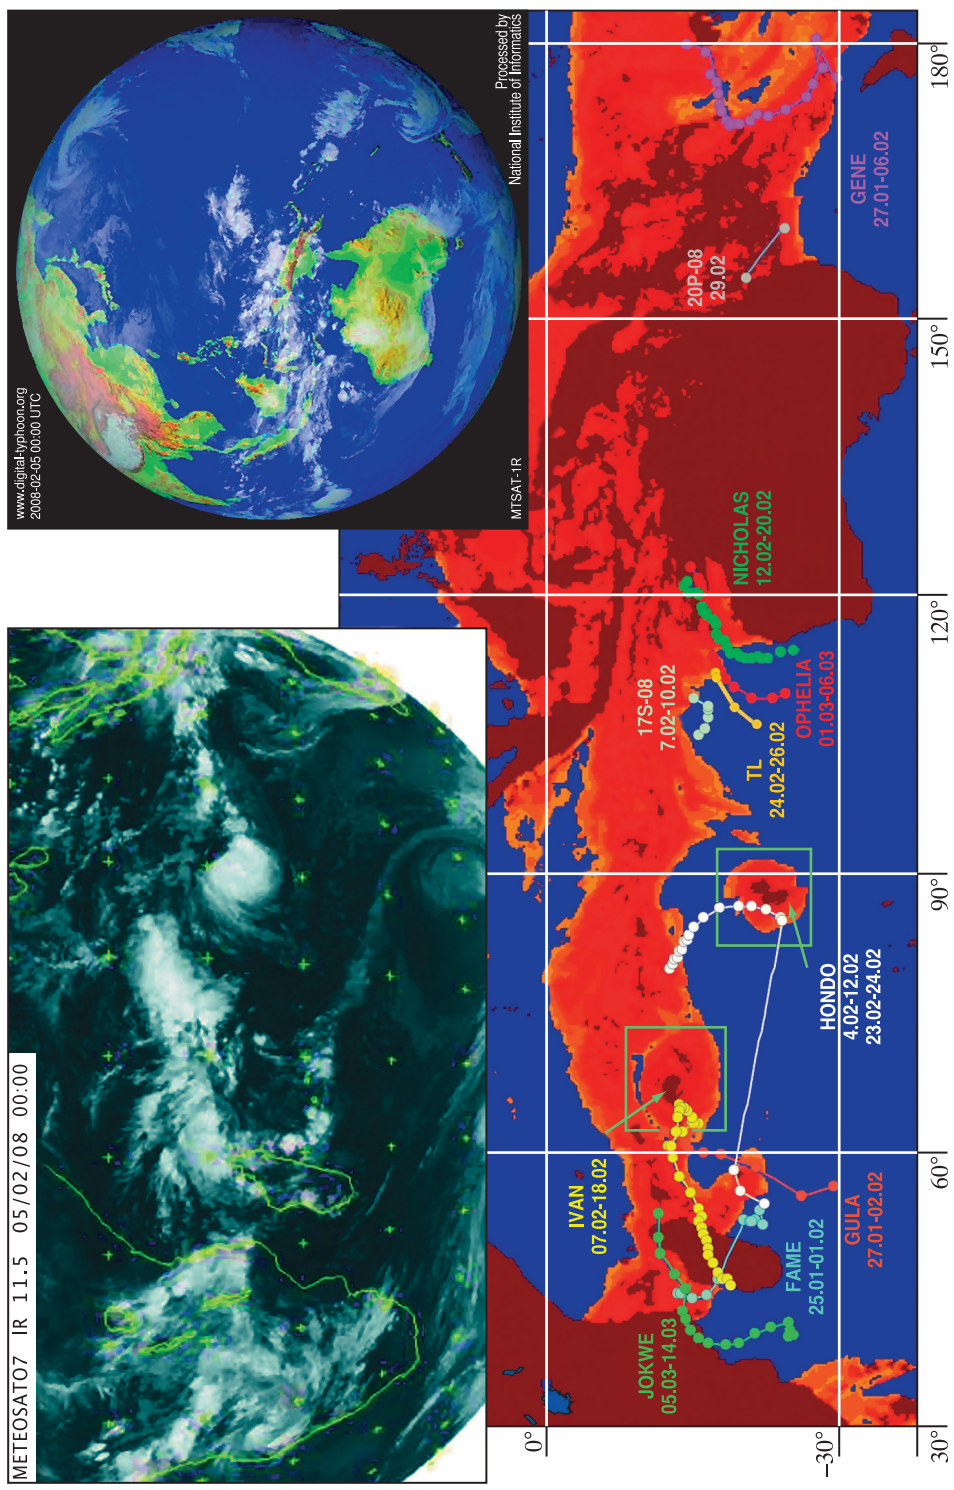 METEOSAT07 IR 11.5 05/02/08 00:00
www.digital-typhoon.org
2008-02-05 00:00 UTC
MTSAT-1R
Processed by
National Institute of Informatics
JOKWE
05.03-14.03
IVAN
07.02-18.02
FAME
25.01-01.02
GULA
27.01-02.02
HONDO
4.02-12.02
23.02-24.02
17S-08
7.02-10.02
TL
24.02-26.02
OPHELIA
01.03-06.03
NICHOLAS
12.02-20.02
20P-08
29.02
GENE
27.01-06.02
0°
–30°
30°
60°
90°
120°
150°
180°